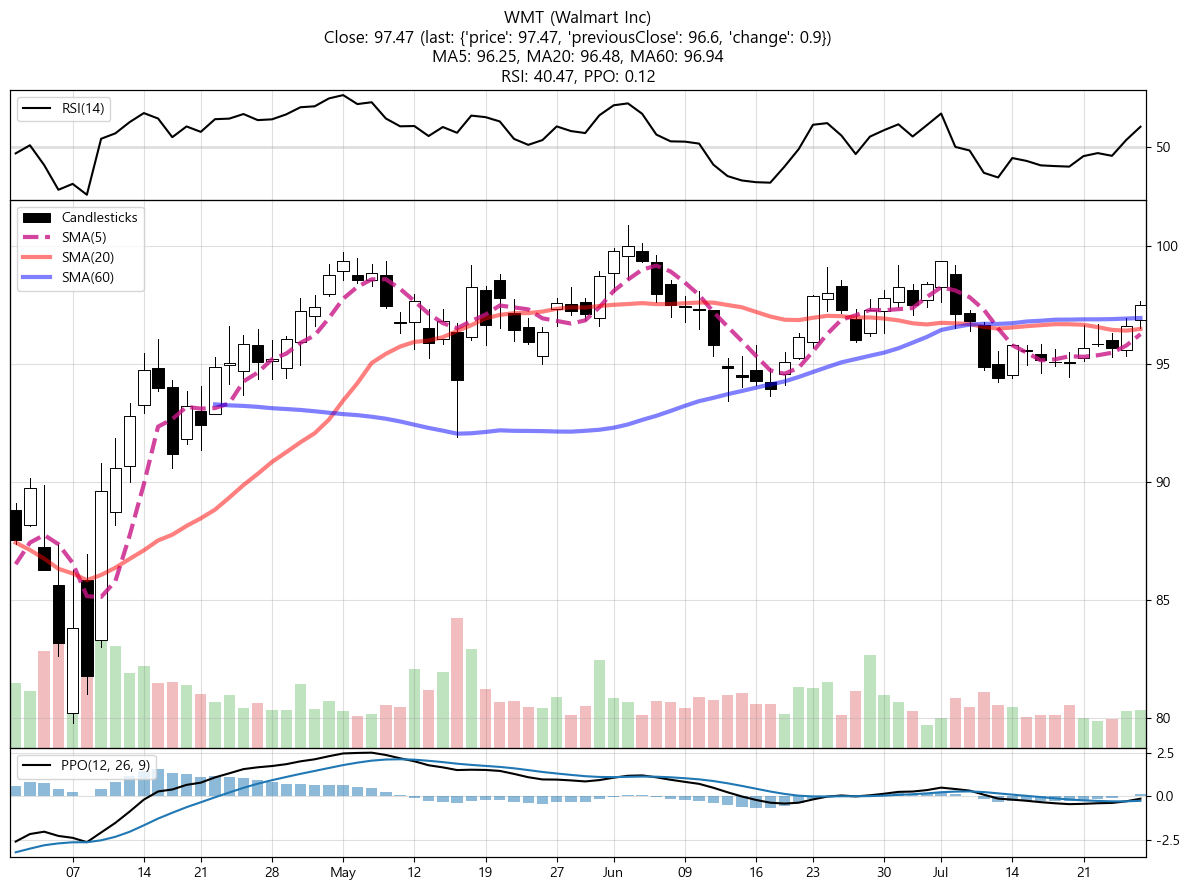 WMT (Walmart Inc)
Close: 97.47 (last: {'price': 97.47, 'previousClose': 96.6, 'change': 0.9})
MA5: 96.25, MA20: 96.48, MA60: 96.94
RSI: 40.47, PPO: 0.12
RSI(14)
50
Candlesticks
SMA(5)
SMA(20)
SMA(60)
100
95
90
85
80
PPO(12, 26, 9)
2.5
0.0
-2.5
07 14 21 28 May 12 19 27 Jun 09 16 23 30 Jul 14 21